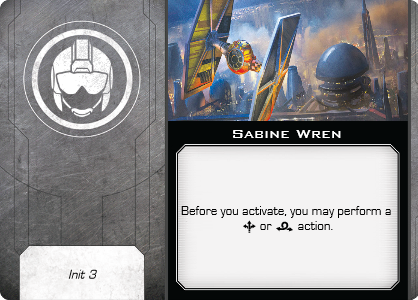 Sabine Wren
Before you activate, you may perform a
or action.
Init 3